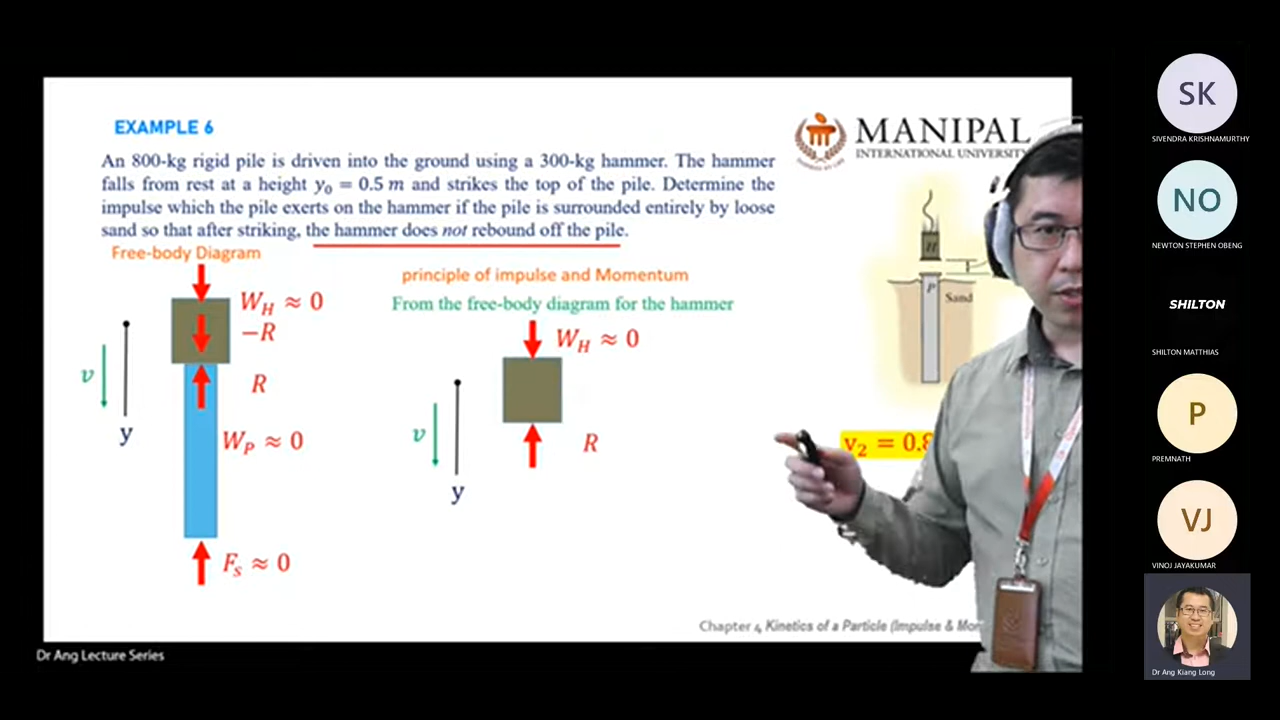 EXAMPLE 6
An 800-kg rigid pile is driven into the ground using a 300-kg hammer. The hammer
falls from rest at a height y₀ = 0.5 m and strikes the top of the pile. Determine the
impulse which the pile exerts on the hammer if the pile is surrounded entirely by loose
sand so that after striking, the hammer does not rebound off the pile.
MANIPAL
INTERNATIONAL UNIVERSITY
Free-body Diagram
W_H ≈ 0
−R
R
v
y
W_P ≈ 0
F_s ≈ 0
principle of impulse and Momentum
From the free-body diagram for the hammer
W_H ≈ 0
v
R
y
H
P
Sand
v₂ = 0.8
Chapter 4, Kinetics of a Particle (Impulse &
Dr Ang Lecture Series
SK
SIVENDRA KRISHNAMURTHY
NO
NEWTON STEPHEN OBENG
SHILTON
SHILTON MATTHIAS
P
PREMNATH
VJ
VINOJ JAYAKUMAR
Dr Ang Kiang Long